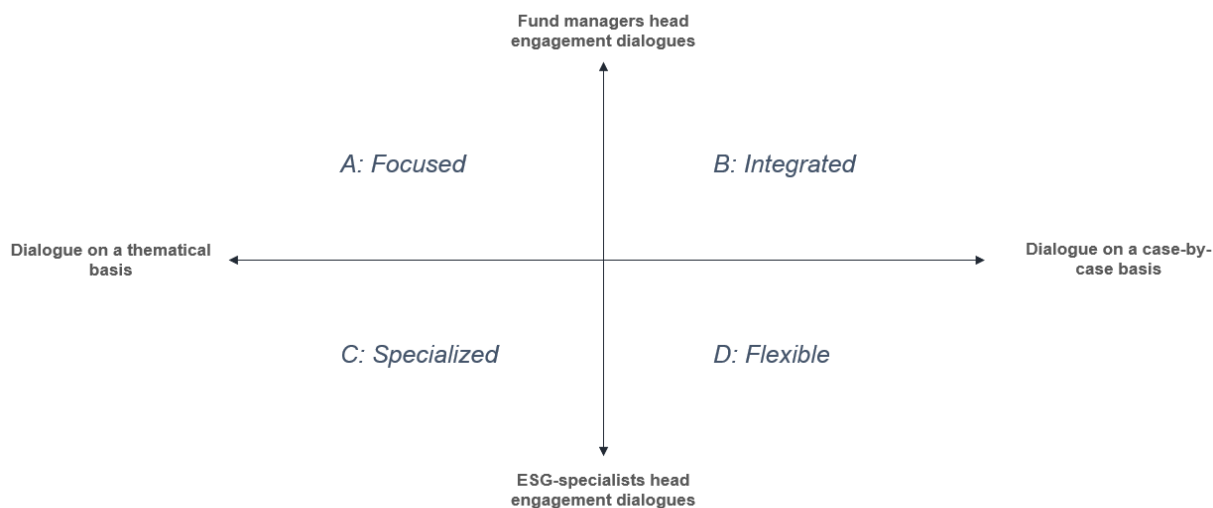 Fund managers head
engagement dialogues
A: Focused
B: Integrated
Dialogue on a thematical
basis
Dialogue on a case-by-
case basis
C: Specialized
D: Flexible
ESG-specialists head
engagement dialogues